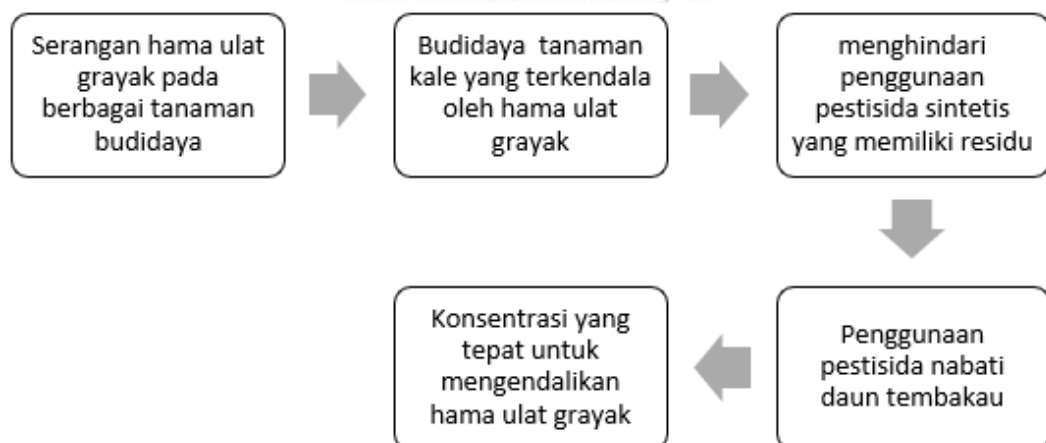 Serangan hama ulat
grayak pada
berbagai tanaman
budidaya
Budidaya tanaman
kale yang terkendala
oleh hama ulat
grayak
menghindari
penggunaan
pestisida sintetis
yang memiliki residu
Penggunaan
pestisida nabati
daun tembakau
Konsentrasi yang
tepat untuk
mengendalikan
hama ulat grayak